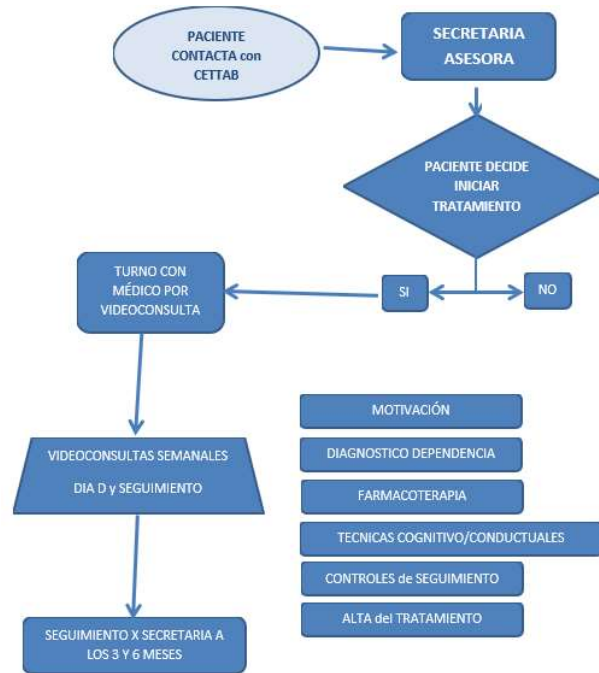 PACIENTE
CONTACTA con
CETTAB
SECRETARIA
ASESORA
PACIENTE DECIDE
INICIAR
TRATAMIENTO
SI
NO
TURNO CON
MÉDICO POR
VIDEOCONSULTA
VIDEOCONSULTAS SEMANALES
DIA D y SEGUIMIENTO
SEGUIMIENTO X SECRETARIA A
LOS 3 Y 6 MESES
MOTIVACIÓN
DIAGNOSTICO DEPENDENCIA
FARMACOTERAPIA
TECNICAS COGNITIVO/CONDUCTUALES
CONTROLES de SEGUIMIENTO
ALTA del TRATAMIENTO